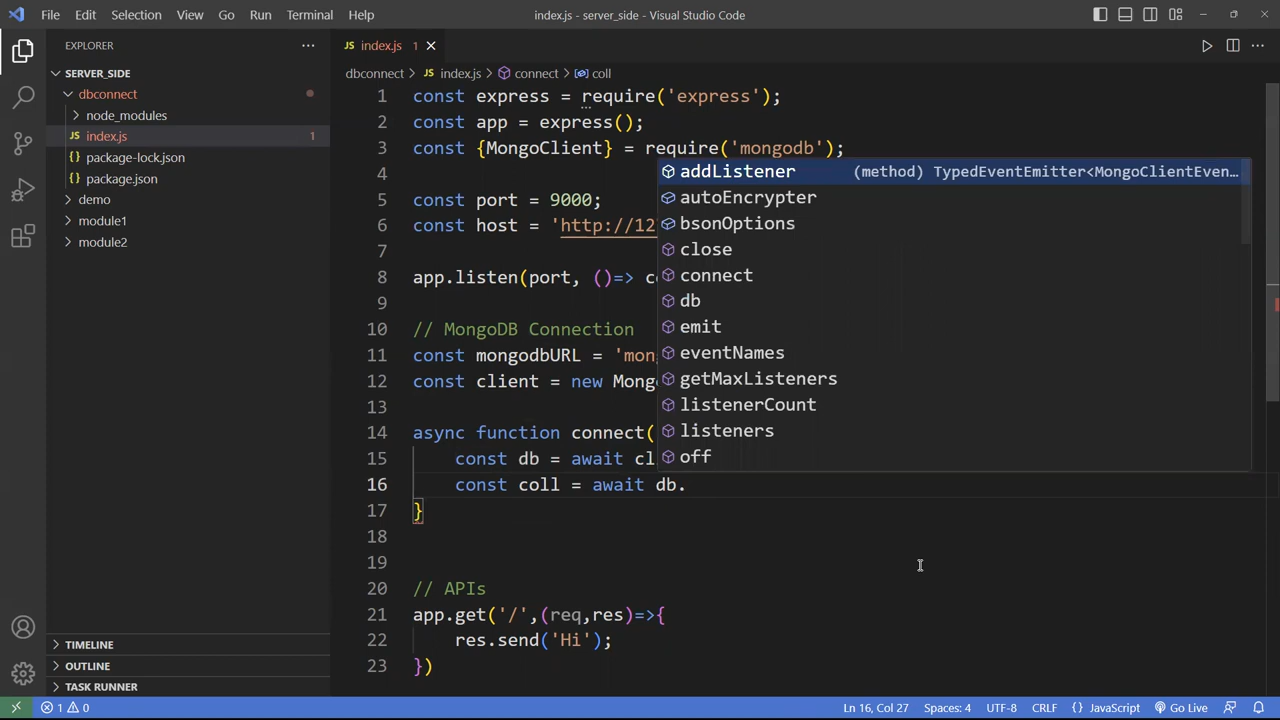 File Edit Selection View Go Run Terminal Help index.js - server_side - Visual Studio Code
EXPLORER ···
SERVER_SIDE
dbconnect
node_modules
JS index.js 1
{} package-lock.json
{} package.json
demo
module1
module2
TIMELINE
OUTLINE
TASK RUNNER
JS index.js 1
dbconnect > JS index.js > connect > coll
1 const express = require('express');
2 const app = express();
3 const {MongoClient} = require('mongodb');
4
5 const port = 9000;
6 const host = 'http://12
7
8 app.listen(port, ()=> c
9
10 // MongoDB Connection
11 const mongodbURL = 'mon
12 const client = new Mong
13
14 async function connect(
15 const db = await cl
16 const coll = await db.
17 }
18
19
20 // APIs
21 app.get('/',(req,res)=>{
22 res.send('Hi');
23 })
addListener (method) TypedEventEmitter<MongoClientEven…
autoEncrypter
bsonOptions
close
connect
db
emit
eventNames
getMaxListeners
listenerCount
listeners
off
1 0 Ln 16, Col 27 Spaces: 4 UTF-8 CRLF {} JavaScript Go Live